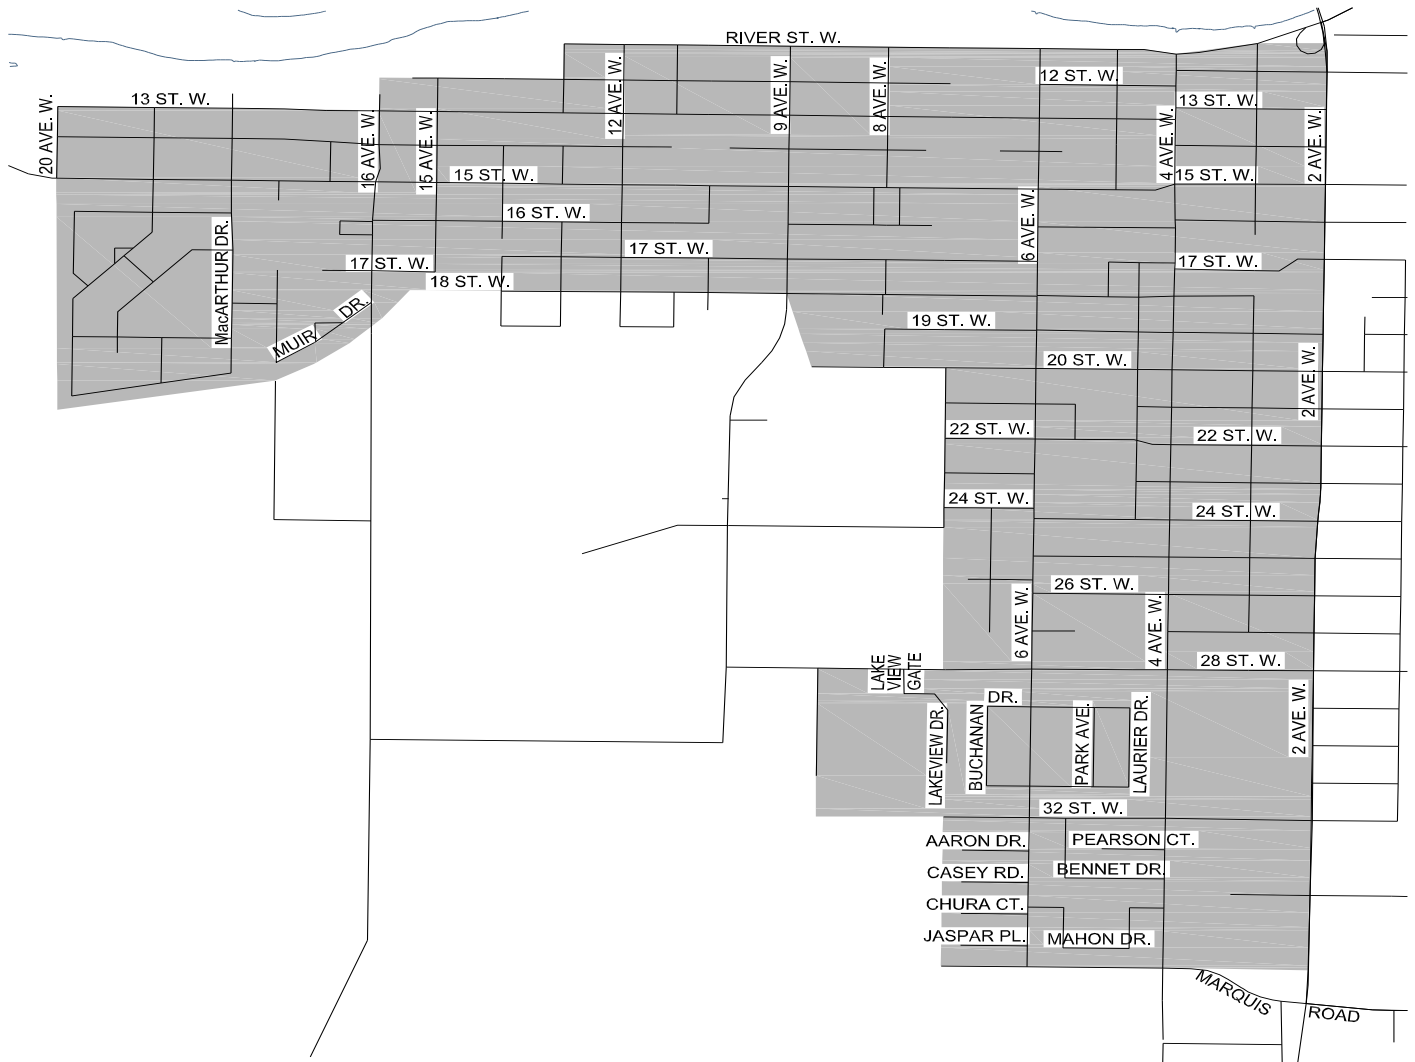 RIVER ST. W.
12 ST. W.
13 ST. W.
13 ST. W.
20 AVE. W.
16 AVE. W.
15 AVE. W.
12 AVE. W.
9 AVE. W.
8 AVE. W.
4 AVE. W.
2 AVE. W.
15 ST. W.
15 ST. W.
16 ST. W.
6 AVE. W.
17 ST. W.
17 ST. W.
17 ST. W.
MacARTHUR DR.
18 ST. W.
MUIR DR.
19 ST. W.
20 ST. W.
2 AVE. W.
22 ST. W.
22 ST. W.
24 ST. W.
24 ST. W.
26 ST. W.
6 AVE. W.
4 AVE. W.
28 ST. W.
LAKE
VIEW
GATE
LAKEVIEW DR.
BUCHANAN DR.
PARK AVE.
LAURIER DR.
2 AVE. W.
32 ST. W.
AARON DR.
PEARSON CT.
CASEY RD.
BENNET DR.
CHURA CT.
JASPAR PL.
MAHON DR.
MARQUIS ROAD